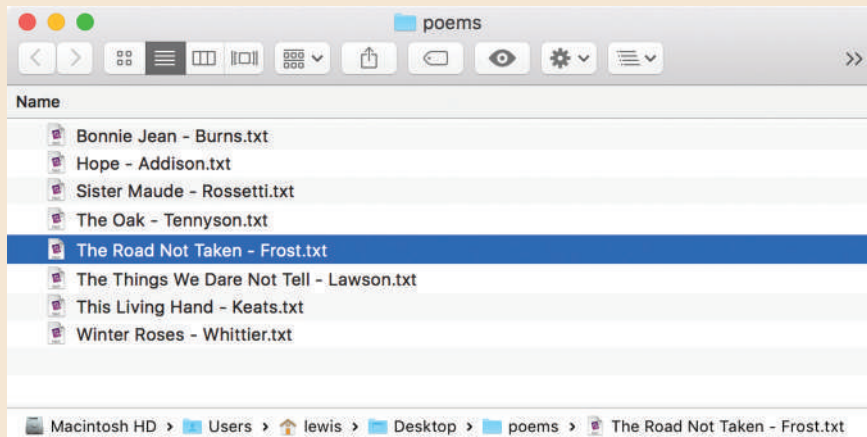 poems
Name
Bonnie Jean - Burns.txt
Hope - Addison.txt
Sister Maude - Rossetti.txt
The Oak - Tennyson.txt
The Road Not Taken - Frost.txt
The Things We Dare Not Tell - Lawson.txt
This Living Hand - Keats.txt
Winter Roses - Whittier.txt
Macintosh HD › Users › lewis › Desktop › poems › The Road Not Taken - Frost.txt